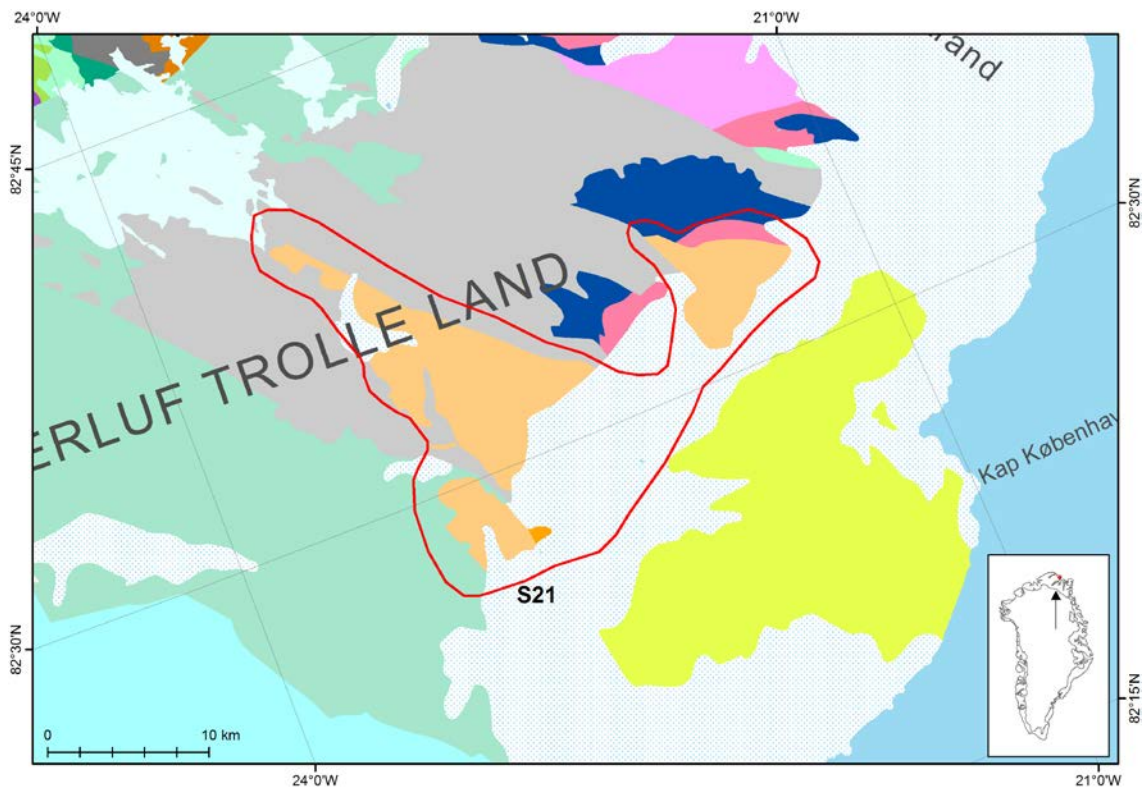 24°0'W
21°0'W
rand
82°45'N
82°30'N
ERLUF TROLLE LAND
Kap Københav
S21
82°30'N
82°15'N
0 10 km
24°0'W
21°0'W